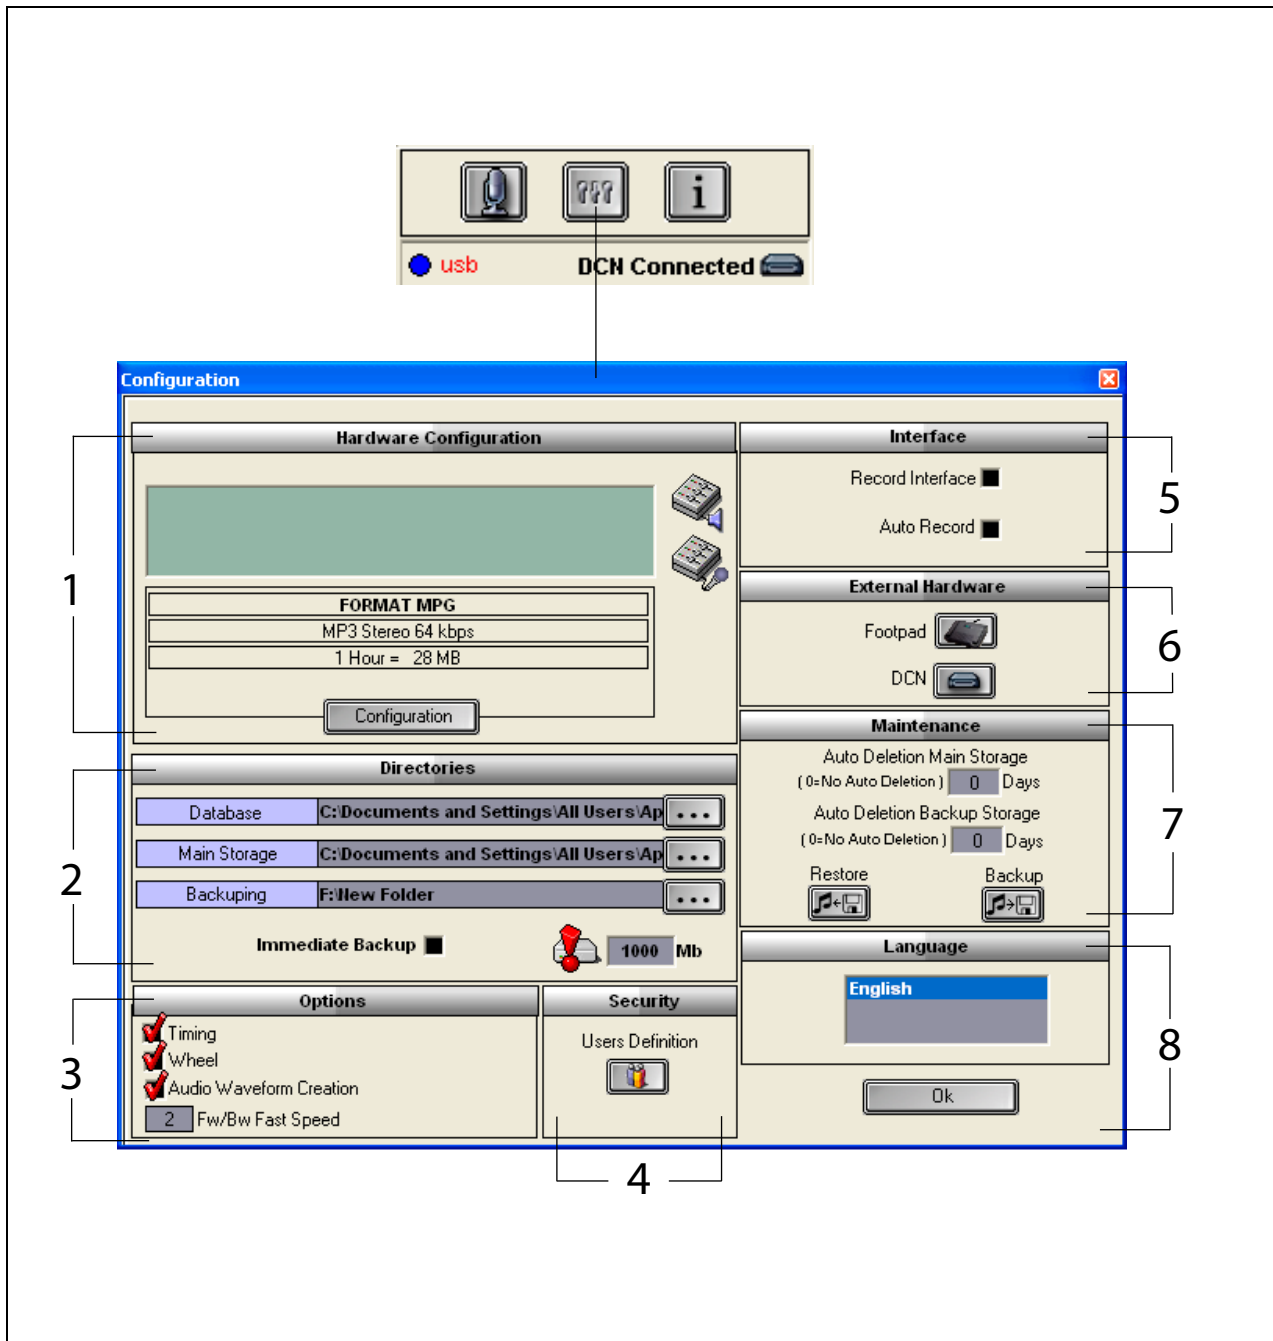 i
usb
DCN Connected
Configuration
Hardware Configuration
FORMAT MPG
MP3 Stereo 64 kbps
1 Hour = 28 MB
Configuration
1
Directories
Database C:\Documents and Settings\All Users\Ap ...
Main Storage C:\Documents and Settings\All Users\Ap ...
Backuping F:\New Folder ...
Immediate Backup
1000 Mb
2
Options
Timing
Wheel
Audio Waveform Creation
2 Fw/Bw Fast Speed
3
Security
Users Definition
4
Interface
Record Interface
Auto Record
5
External Hardware
Footpad
DCN
6
Maintenance
Auto Deletion Main Storage
( 0=No Auto Deletion ) 0 Days
Auto Deletion Backup Storage
( 0=No Auto Deletion ) 0 Days
Restore Backup
7
Language
English
Ok
8